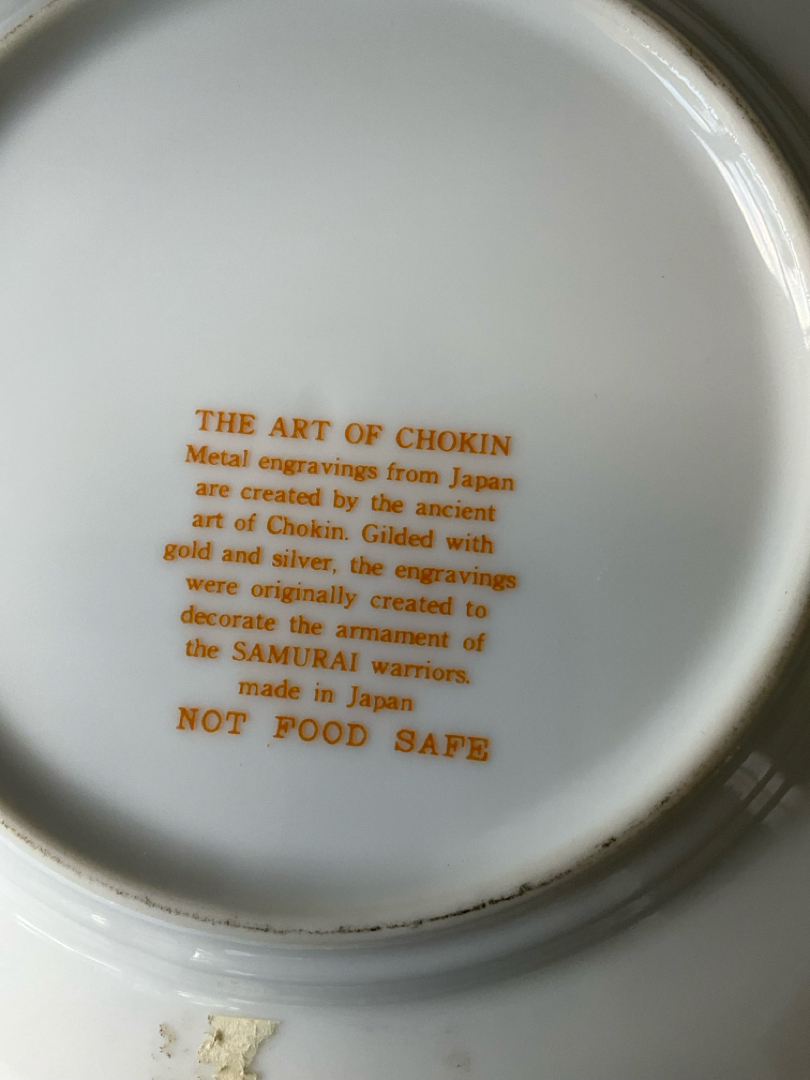 THE ART OF CHOKIN
Metal engravings from Japan
are created by the ancient
art of Chokin. Gilded with
gold and silver, the engravings
were originally created to
decorate the armament of
the SAMURAI warriors.
made in Japan
NOT FOOD SAFE